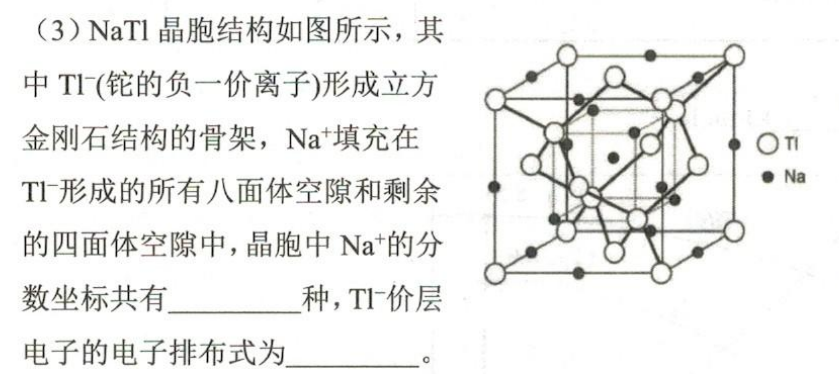 （3）NaTl 晶胞结构如图所示，其
中 Tl⁻(铊的负一价离子)形成立方
金刚石结构的骨架，Na⁺填充在
Tl⁻形成的所有八面体空隙和剩余
的四面体空隙中，晶胞中 Na⁺的分
数坐标共有__________种，Tl⁻价层
电子的电子排布式为__________。
Tl
Na